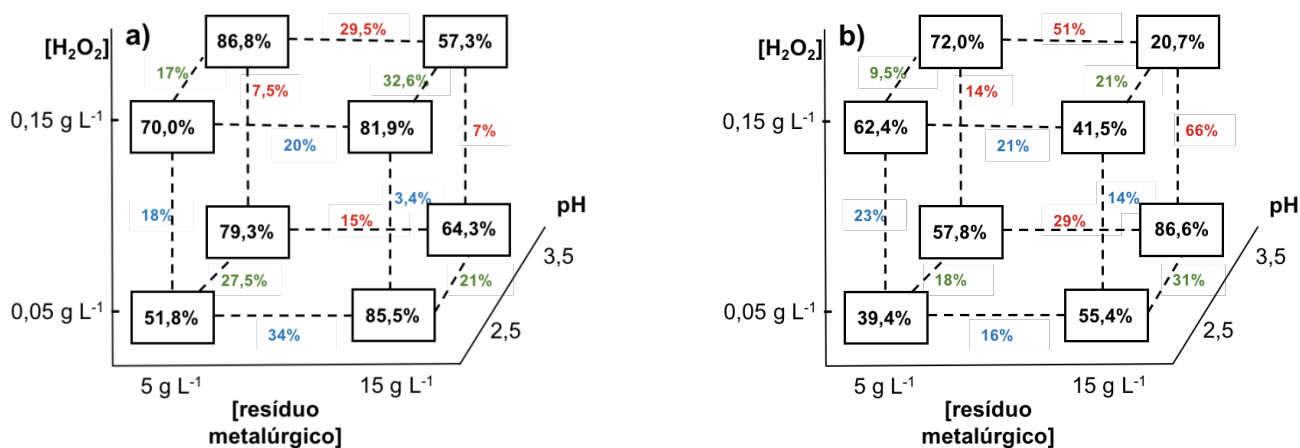 a)
[H₂O₂]
86,8%
29,5%
57,3%
17%
7,5%
32,6%
0,15 g L⁻¹
70,0%
20%
81,9%
7%
18%
3,4%
pH
79,3%
15%
64,3%
3,5
27,5%
21%
0,05 g L⁻¹
51,8%
34%
85,5%
2,5
5 g L⁻¹
15 g L⁻¹
[resíduo
metalúrgico]
b)
[H₂O₂]
72,0%
51%
20,7%
9,5%
14%
21%
0,15 g L⁻¹
62,4%
21%
41,5%
66%
23%
14%
pH
57,8%
29%
86,6%
3,5
18%
31%
0,05 g L⁻¹
39,4%
16%
55,4%
2,5
5 g L⁻¹
15 g L⁻¹
[resíduo
metalúrgico]